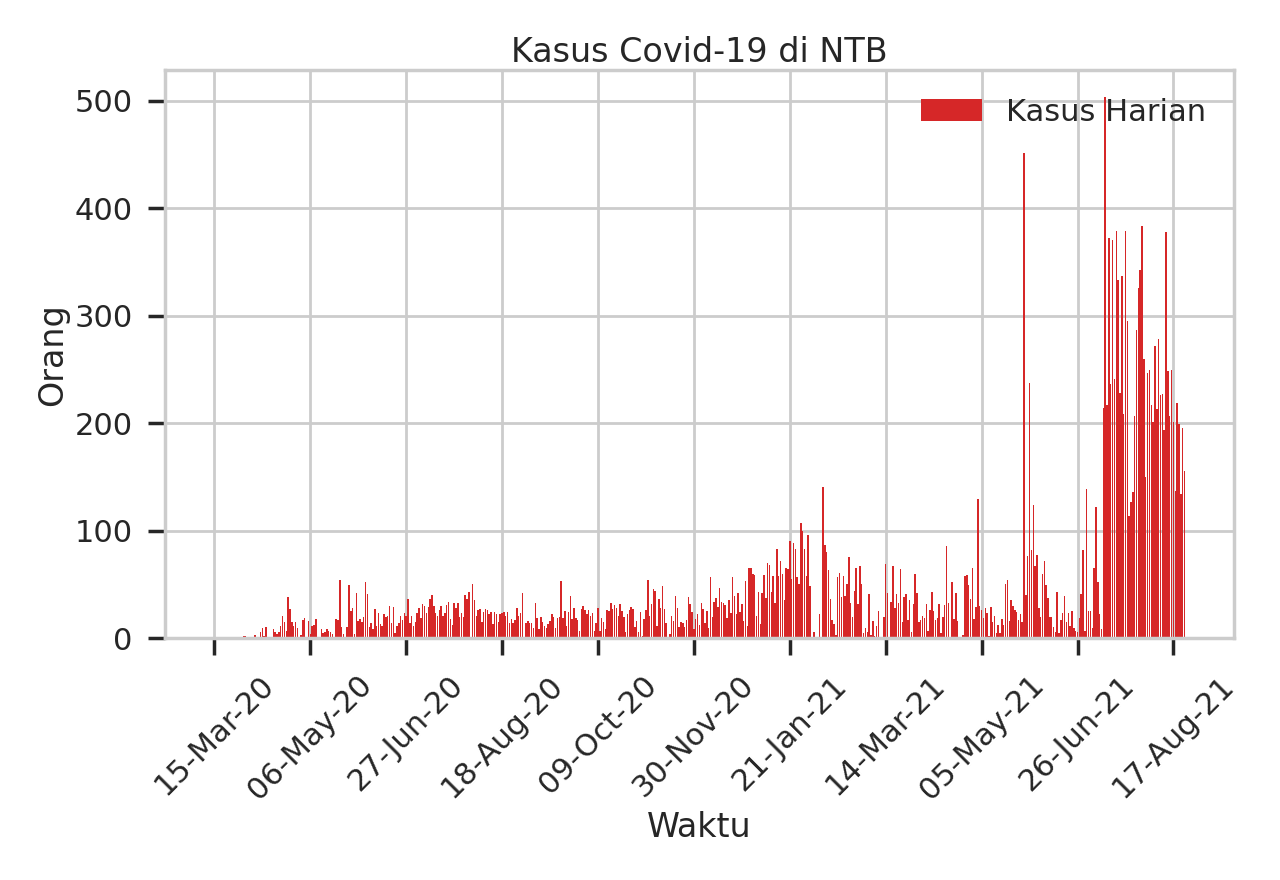 Kasus Covid-19 di NTB
Kasus Harian
500
400
300
200
100
0
Orang
15-Mar-20
06-May-20
27-Jun-20
18-Aug-20
09-Oct-20
30-Nov-20
21-Jan-21
14-Mar-21
05-May-21
26-Jun-21
17-Aug-21
Waktu